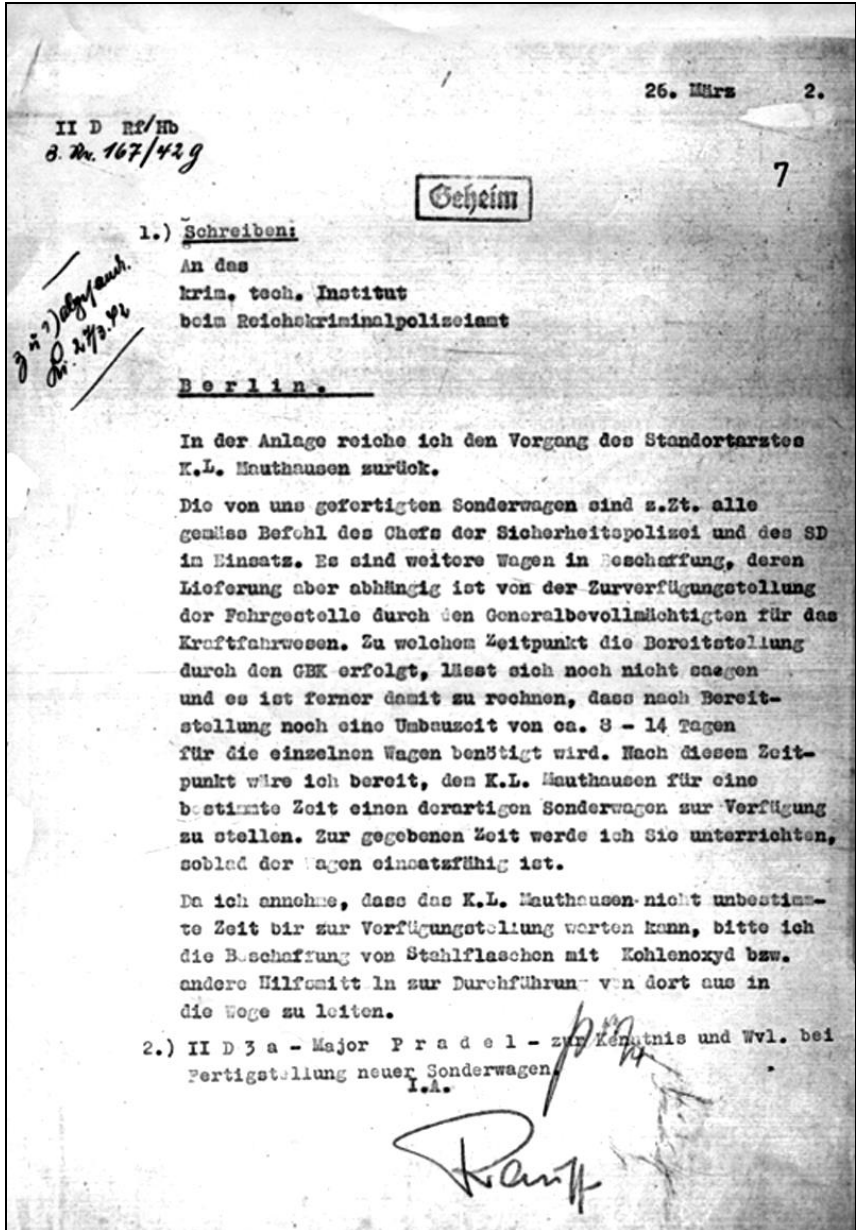 26. März 2.
II D Rf/Hb
B. Nr. 167/42 g
7
Geheim
1.) Schreiben:
An das
krim. tech. Institut
beim Reichskriminalpolizeiamt
Berlin.
In der Anlage reiche ich den Vorgang des Standortarztes
K.L. Mauthausen zurück.
Die von uns gefertigten Sonderwagen sind z.Zt. alle
gemäss Befehl des Chefs der Sicherheitspolizei und des SD
im Einsatz. Es sind weitere Wagen in Beschaffung, deren
Lieferung aber abhängig ist von der Zurverfügungstellung
der Fahrgestelle durch den Generalbevollmächtigten für das
Kraftfahrwesen. Zu welchem Zeitpunkt die Bereitstellung
durch den GBK erfolgt, lässt sich noch nicht saegen
und es ist ferner damit zu rechnen, dass nach Bereit-
stellung noch eine Umbauzeit von ca. 8 - 14 Tagen
für die einzelnen Wagen benötigt wird. Nach diesem Zeit-
punkt wäre ich bereit, dem K.L. Mauthausen für eine
bestimmte Zeit einen derartigen Sonderwagen zur Verfügung
zu stellen. Zur gegebenen Zeit werde ich Sie unterrichten,
soblad der Wagen einsatzfähig ist.
Da ich annehme, dass das K.L. Mauthausen nicht unbestimm-
te Zeit bir zur Verfügungstellung warten kann, bitte ich
die Beschaffung von Stahlflaschen mit Kohlenoxyd bzw.
andere Hilfsmitteln zur Durchführung von dort aus in
die Wege zu leiten.
2.) II D 3 a - Major Pradel - zur Kenntnis und Wvl. bei
Fertigstellung neuer Sonderwagen.
I.A.
Rauff